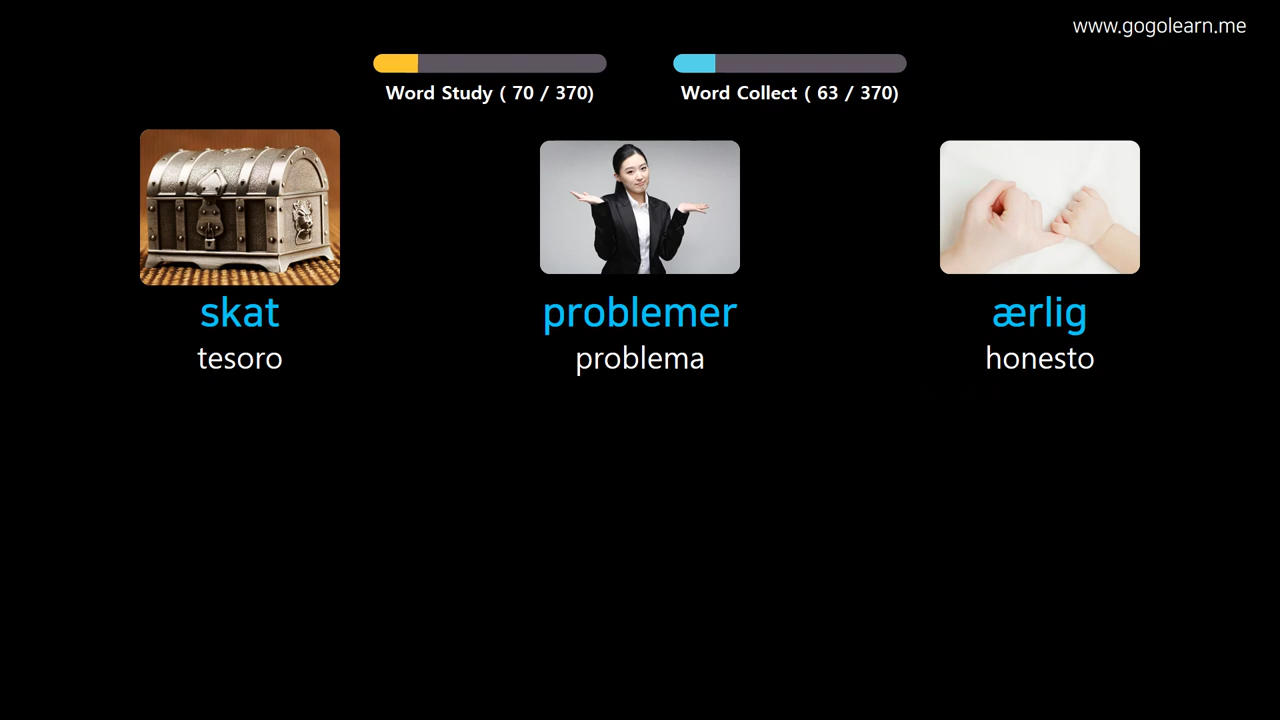 www.gogolearn.me
Word Study ( 70 / 370)
Word Collect ( 63 / 370)
skat
problemer
ærlig
tesoro
problema
honesto